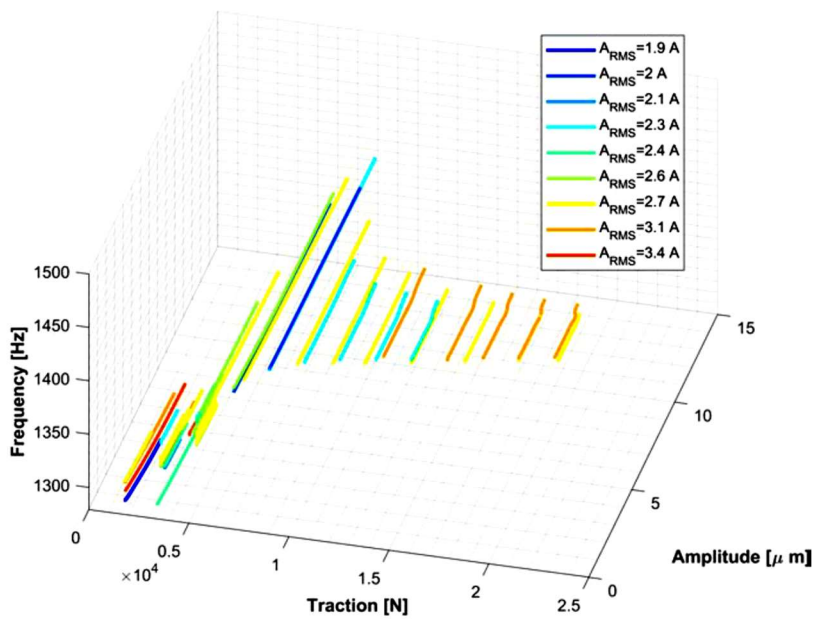 A_RMS=1.9 A
A_RMS=2 A
A_RMS=2.1 A
A_RMS=2.3 A
A_RMS=2.4 A
A_RMS=2.6 A
A_RMS=2.7 A
A_RMS=3.1 A
A_RMS=3.4 A
1500
1450
1400
1350
1300
Frequency [Hz]
0
0.5
1
1.5
2
2.5
×10⁴
Traction [N]
0
5
10
15
Amplitude [μ m]